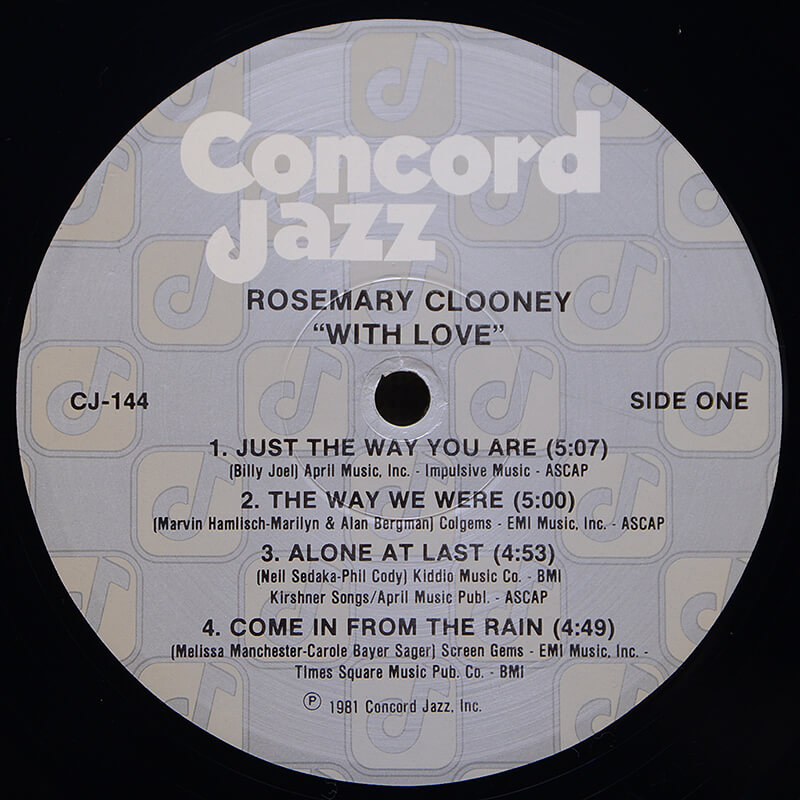 Concord
Jazz
ROSEMARY CLOONEY
“WITH LOVE”
CJ-144
SIDE ONE
1. JUST THE WAY YOU ARE (5:07)
(Billy Joel) April Music, Inc. - Impulsive Music - ASCAP
2. THE WAY WE WERE (5:00)
(Marvin Hamlisch-Marilyn & Alan Bergman) Colgems - EMI Music, Inc. - ASCAP
3. ALONE AT LAST (4:53)
(Neil Sedaka-Phil Cody) Kiddio Music Co. - BMI
Kirshner Songs/April Music Publ. - ASCAP
4. COME IN FROM THE RAIN (4:49)
(Melissa Manchester-Carole Bayer Sager) Screen Gems - EMI Music, Inc. -
Times Square Music Pub. Co. - BMI
℗ 1981 Concord Jazz, Inc.